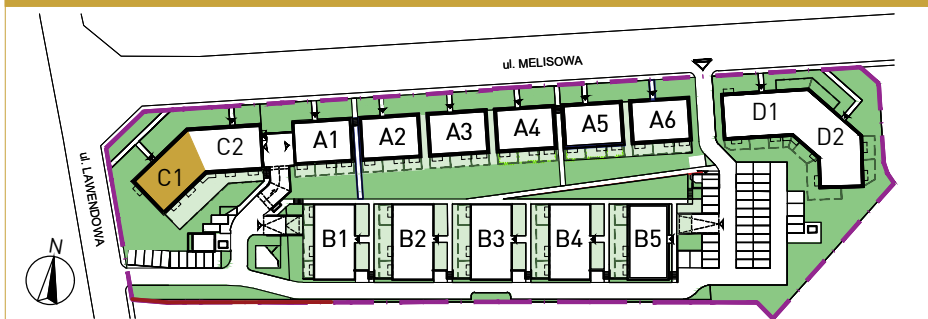 ul. MELISOWA
ul. LAWENDOWA
C1
C2
A1
A2
A3
A4
A5
A6
D1
D2
B1
B2
B3
B4
B5
N